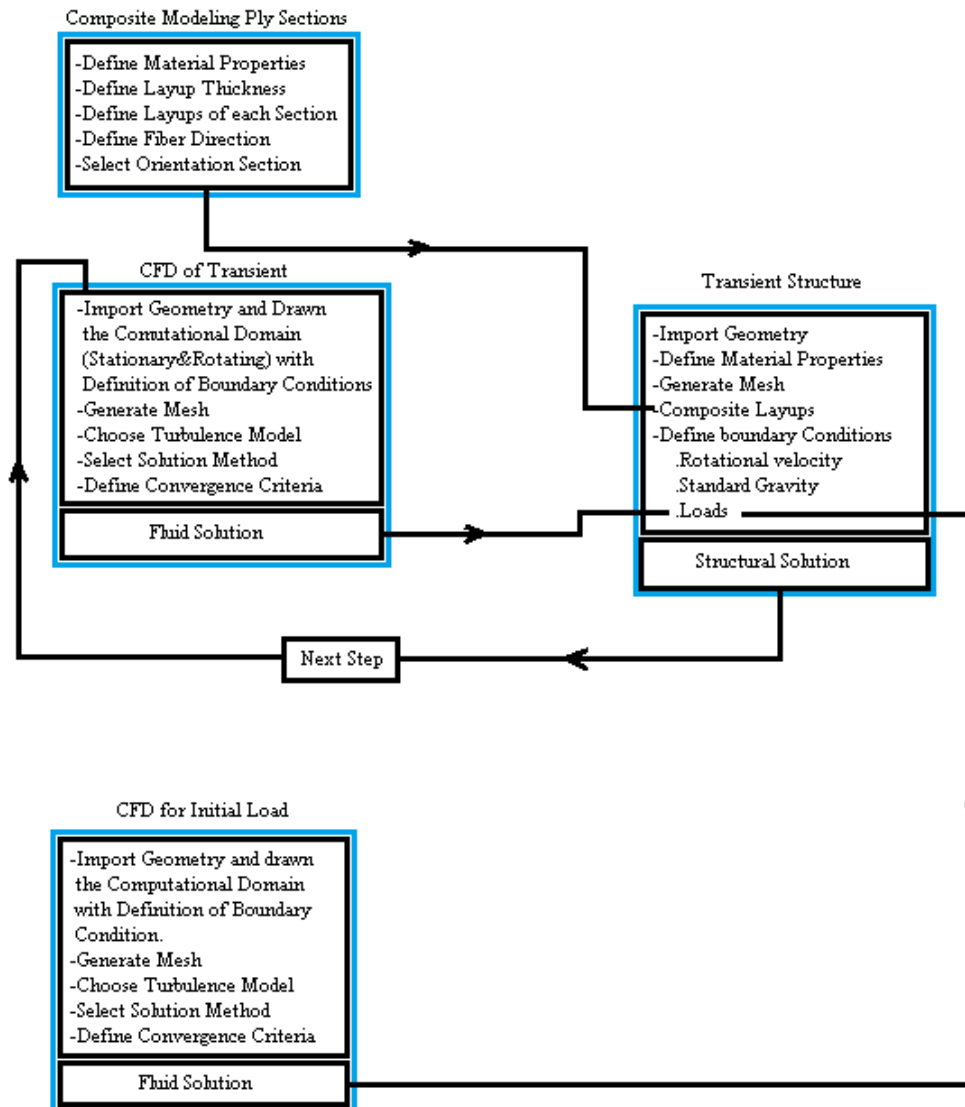 Composite Modeling Ply Sections
-Define Material Properties
-Define Layup Thickness
-Define Layups of each Section
-Define Fiber Direction
-Select Orientation Section
CFD of Transient
-Import Geometry and Drawn
the Comutational Domain
(Stationary&Rotating) with
Definition of Boundary Conditions
-Generate Mesh
-Choose Turbulence Model
-Select Solution Method
-Define Convergence Criteria
Fluid Solution
Transient Structure
-Import Geometry
-Define Material Properties
-Generate Mesh
-Composite Layups
-Define boundary Conditions
.Rotational velocity
.Standard Gravity
.Loads
Structural Solution
Next Step
CFD for Initial Load
-Import Geometry and drawn
the Computational Domain
with Definition of Boundary
Condition.
-Generate Mesh
-Choose Turbulence Model
-Select Solution Method
-Define Convergence Criteria
Fluid Solution